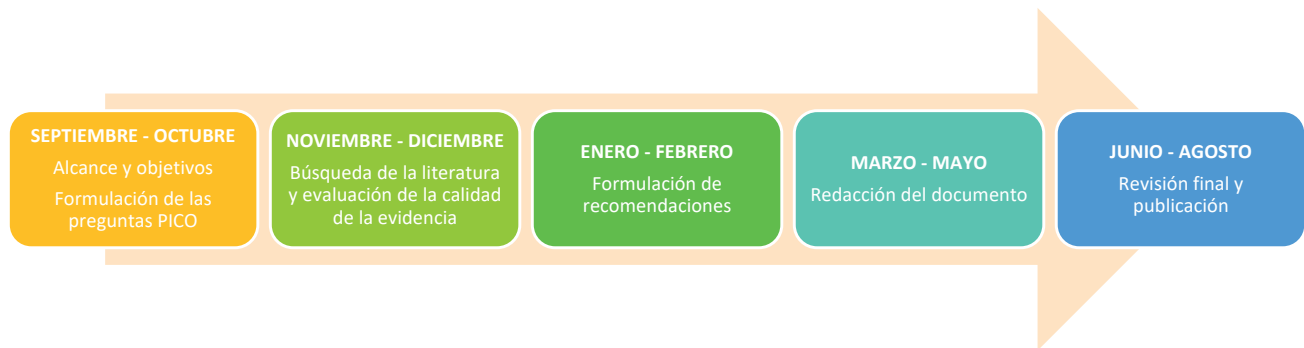 SEPTIEMBRE - OCTUBRE
Alcance y objetivos
Formulación de las
preguntas PICO
NOVIEMBRE - DICIEMBRE
Búsqueda de la literatura
y evaluación de la calidad
de la evidencia
ENERO - FEBRERO
Formulación de
recomendaciones
MARZO - MAYO
Redacción del documento
JUNIO - AGOSTO
Revisión final y
publicación